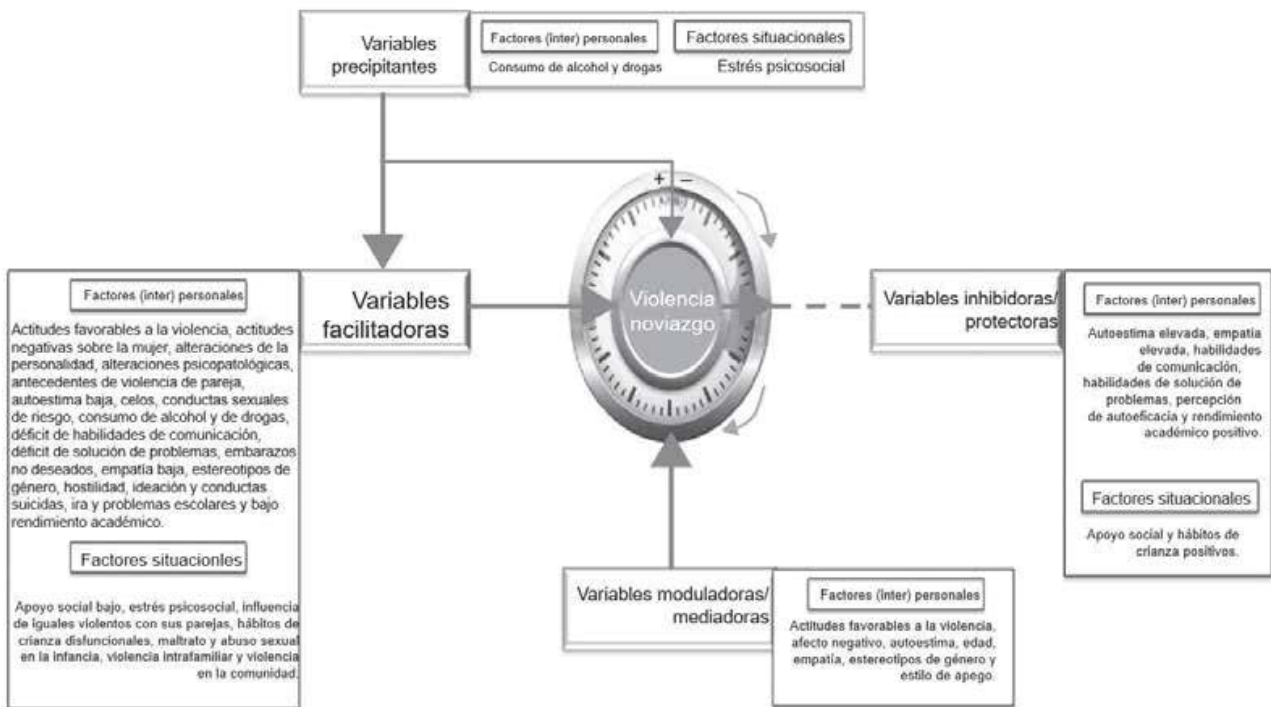 Variables
precipitantes
Factores (inter) personales
Consumo de alcohol y drogas
Factores situacionales
Estrés psicosocial
Factores (inter) personales
Actitudes favorables a la violencia, actitudes
negativas sobre la mujer, alteraciones de la
personalidad, alteraciones psicopatológicas,
antecedentes de violencia de pareja,
autoestima baja, celos, conductas sexuales
de riesgo, consumo de alcohol y de drogas,
déficit de habilidades de comunicación,
déficit de solución de problemas, embarazos
no deseados, empatía baja, estereotipos de
género, hostilidad, ideación y conductas
suicidas, ira y problemas escolares y bajo
rendimiento académico.
Factores situacionles
Apoyo social bajo, estrés psicosocial, influencia
de iguales violentos con sus parejas, hábitos
de crianza disfuncionales, maltrato y abuso sexual
en la infancia, violencia intrafamiliar y violencia
en la comunidad.
Variables
facilitadoras
+ –
Violencia
noviazgo
Variables inhibidoras/
protectoras
Factores (inter) personales
Autoestima elevada, empatía
elevada, habilidades
de comunicación,
habilidades de solución de
problemas, percepción
de autoeficacia y rendimiento
académico positivo.
Factores situacionales
Apoyo social y hábitos de
crianza positivos.
Variables moduladoras/
mediadoras
Factores (inter) personales
Actitudes favorables a la violencia,
afecto negativo, autoestima, edad,
empatía, estereotipos de género y
estilo de apego.